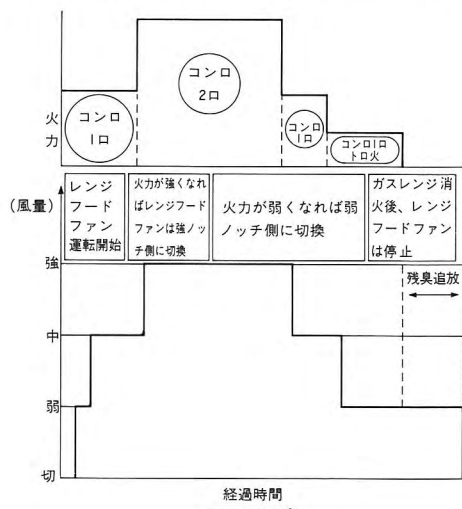 火
力
コンロ
1口
コンロ
2口
コンロ
1口
コンロ1口
トロ火
レンジ
フード
ファン
運転開始
火力が強くなれ
ばレンジフード
ファンは強ノッ
チ側に切換
火力が弱くなれば弱
ノッチ側に切換
ガスレンジ消
火後、レンジ
フードファン
は停止
(風量)
強
残臭追放
中
弱
切
経過時間